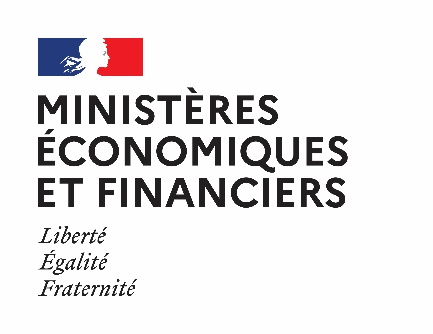 MINISTÈRES
ÉCONOMIQUES
ET FINANCIERS
Liberté
Égalité
Fraternité